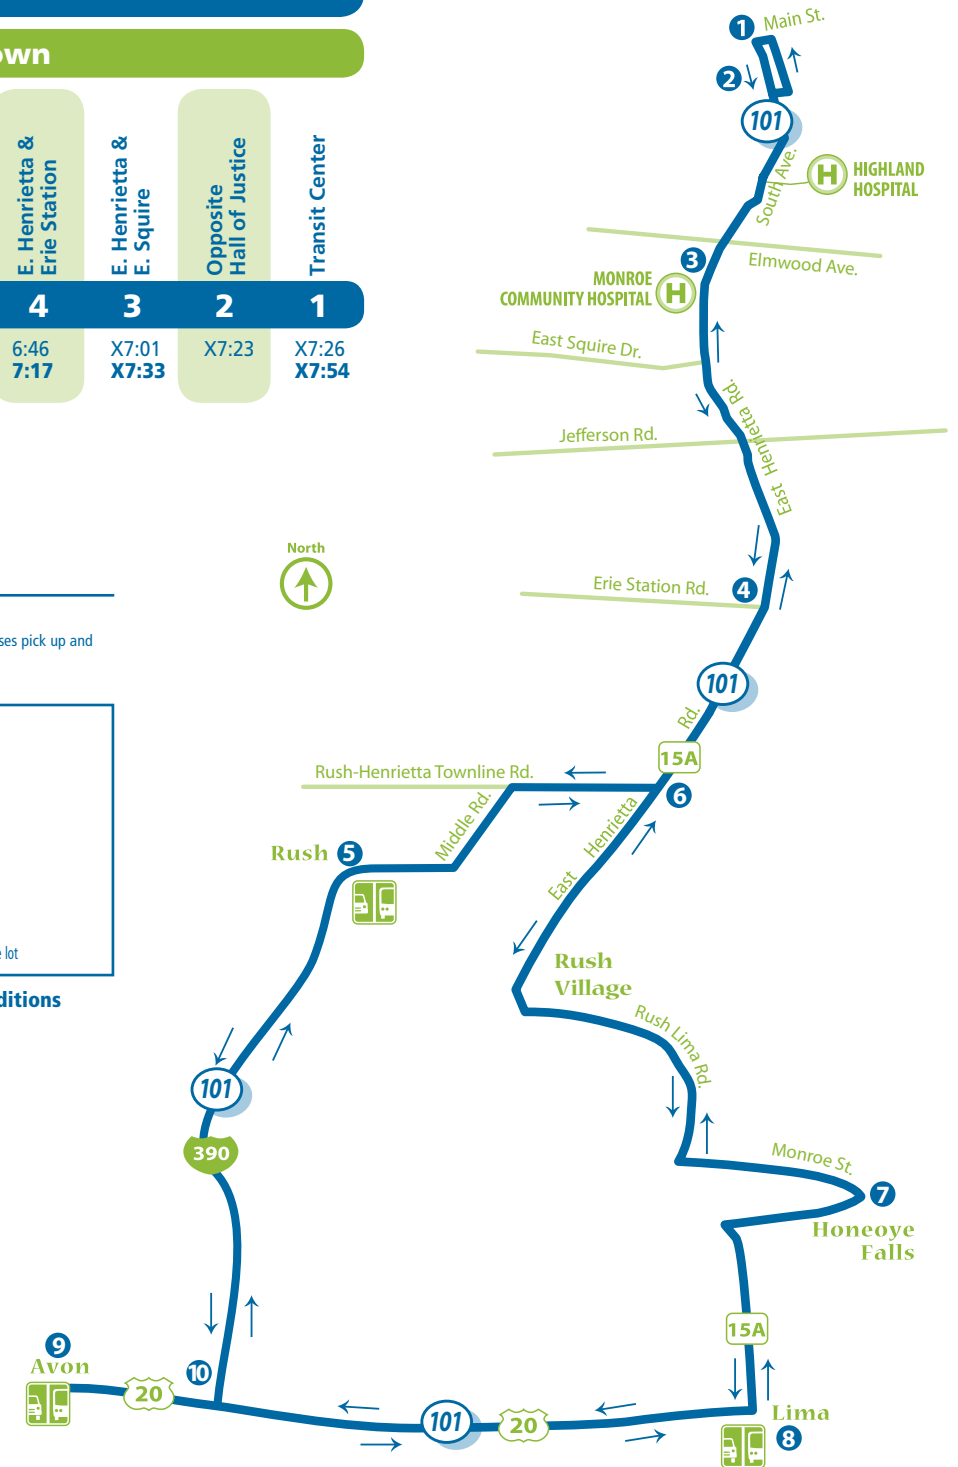 own
E. Henrietta &
Erie Station
E. Henrietta &
E. Squire
Opposite
Hall of Justice
Transit Center
4
3
2
1
6:46
X7:01
X7:23
X7:26
7:17
X7:33
X7:54
ses pick up and
e lot
ditions
North
1
Main St.
2
101
South Ave.
H
HIGHLAND
HOSPITAL
Elmwood Ave.
3
MONROE
COMMUNITY HOSPITAL
H
East Squire Dr.
East Henrietta Rd.
Jefferson Rd.
Erie Station Rd.
4
101
Rd.
15A
Rush-Henrietta Townline Rd.
6
Middle Rd.
Henrietta
East
Rush
5
Rush
Village
Rush Lima Rd.
101
390
Monroe St.
7
Honeoye
Falls
15A
9
Avon
10
20
101
20
Lima
8